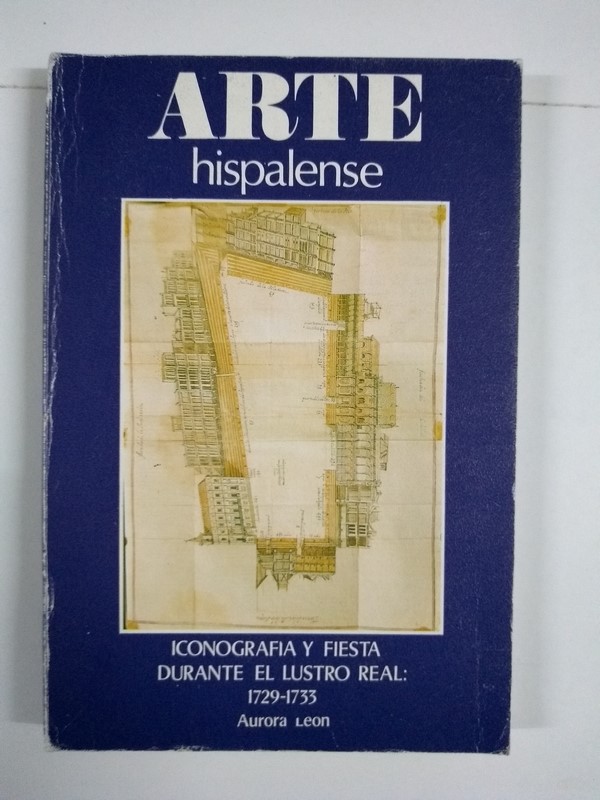 ARTE
hispalense
ICONOGRAFIA Y FIESTA
DURANTE EL LUSTRO REAL:
1729-1733
Aurora Leon